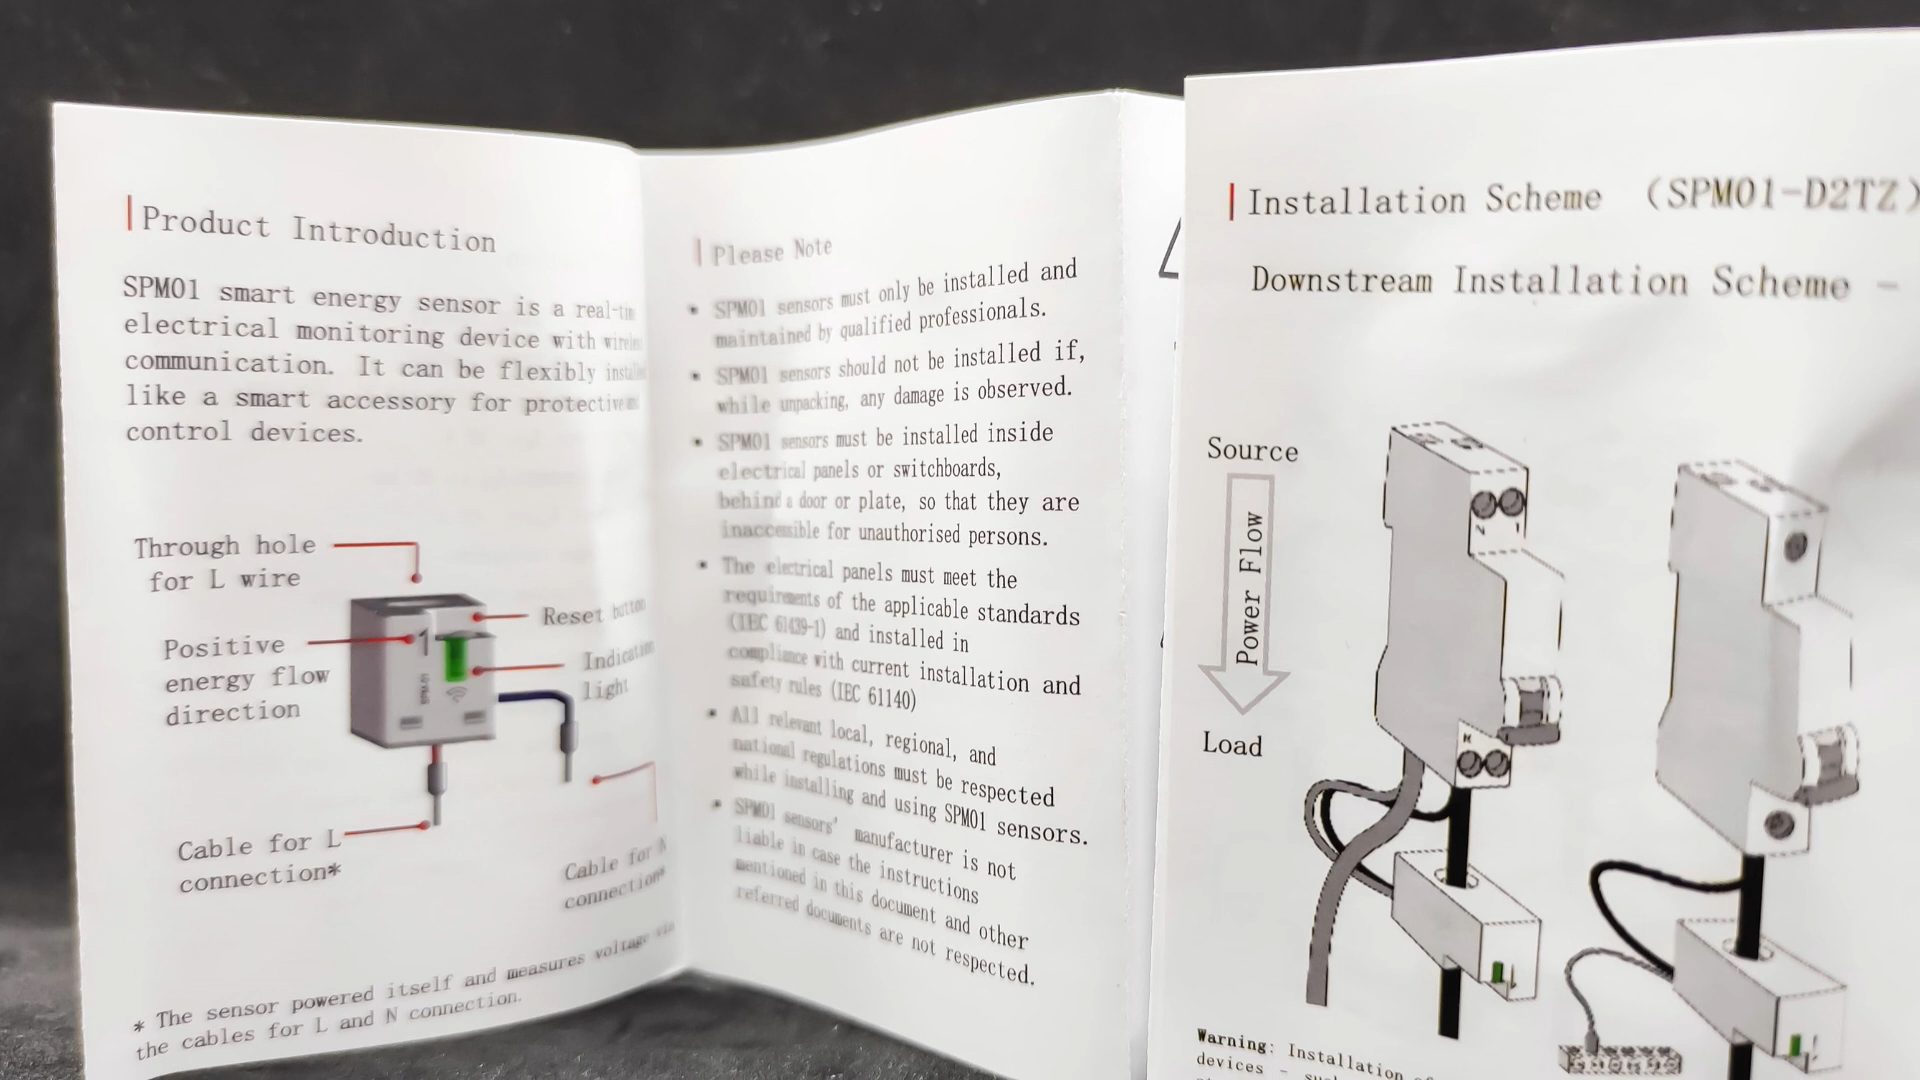 Product Introduction
SPM01 smart energy sensor is a real-
electrical monitoring device with
communication. It can be flexibly
like a smart accessory for protective
control devices.
Through hole
for L wire
Reset button
Positive
energy flow
direction
Indication
light
1
SPM-01
Cable for L
connection*
Cable for N
connection*
* The sensor powered itself and measures voltage via
the cables for L and N connection.
Please Note
• SPM01 sensors must only be installed and
maintained by qualified professionals.
• SPM01 sensors should not be installed if,
while unpacking, any damage is observed.
• SPM01 sensors must be installed inside
electrical panels or switchboards,
behind a door or plate, so that they are
inaccessible for unauthorised persons.
• The electrical panels must meet the
requirments of the applicable standards
(IEC 61439-1) and installed in
compliance with current installation and
safety rules (IEC 61140)
• All relevant local, regional, and
national regulations must be respected
while installing and using SPM01 sensors.
• SPM01 sensors' manufacturer is not
liable in case the instructions
mentioned in this document and other
referred documents are not respected.
Installation Scheme (SPM01-D2TZ)
Downstream Installation Scheme -
Source
Power Flow
Load
Warning: Installation
devices -